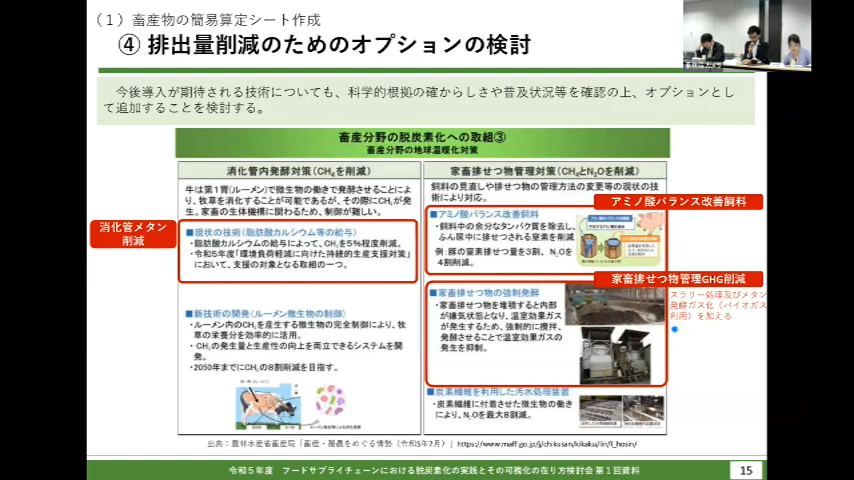 （１）畜産物の簡易算定シート作成
④ 排出量削減のためのオプションの検討
今後導入が期待される技術についても、科学的根拠の確からしさや普及状況等を確認の上、オプションとし
て追加することを検討する。
畜産分野の脱炭素化への取組③
畜産分野の地球温暖化対策
消化管内発酵対策（CH₄を削減）
牛は第１胃(ルーメン)で微生物の働きで発酵させることによ
り、牧草を消化することが可能であるが、その際にCH₄が発
生。家畜の生体機構に関わるため、制御が難しい。
消化管メタン
削減
■現状の技術（脂肪酸カルシウム等の給与）
・脂肪酸カルシウムの給与によって、CH₄を5％程度削減。
・令和５年度「環境負荷軽減に向けた持続的生産支援対策」
において、支援の対象となる取組の一つ。
■新技術の開発（ルーメン微生物の制御）
・ルーメン内のCH₄を産生する微生物の完全制御により、牧
草の栄養分を効率的に活用。
・CH₄の発生量と生産性の向上を両立できるシステムを開
発。
・2050年までにCH₄の８割削減を目指す。
家畜排せつ物管理対策（CH₄とN₂Oを削減）
飼料の見直しや排せつ物の管理方法の変更等の現状の技
術により対応。
アミノ酸バランス改善飼料
■アミノ酸バランス改善飼料
・飼料中の余分なタンパク質を除去し、
ふん尿中に排せつされる窒素を削減
例：豚の窒素排せつ量を３割、N₂Oを
４割削減。
家畜排せつ物管理GHG削減
■家畜排せつ物の強制発酵
・家畜排せつ物を堆積すると内部
が嫌気状態となり、温室効果ガス
が発生するため、強制的に攪拌、
発酵させることで温室効果ガスの
発生を抑制。
スラリー処理及びメタン
発酵ガス化（バイオガス
利用）を加える
■炭素繊維を利用した汚水処理装置
・炭素繊維に付着させた微生物の働き
により、N₂Oを最大８割減。
出典：農林水産省畜産局「畜産・酪農をめぐる情勢（令和5年7月）」https://www.maff.go.jp/j/chikusan/kikaku/lin/l_hosin/
令和５年度　フードサプライチェーンにおける脱炭素化の実践とその可視化の在り方検討会 第１回資料
15